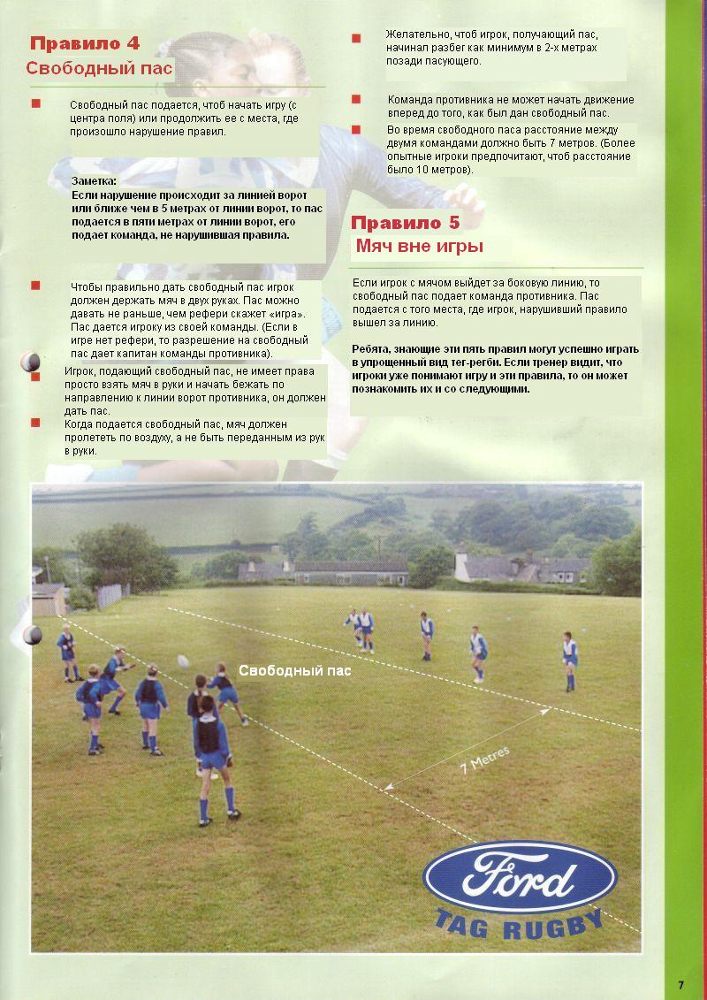 Правило 4
Свободный пас
Свободный пас подается, чтоб начать игру (с
центра поля) или продолжить ее с места, где
произошло нарушение правил.
Заметка:
Если нарушение происходит за линией ворот
или ближе чем в 5 метрах от линии ворот, то пас
подается в пяти метрах от линии ворот, его
подает команда, не нарушившая правила.
Чтобы правильно дать свободный пас игрок
должен держать мяч в двух руках. Пас можно
давать не раньше, чем рефери скажет «игра».
Пас дается игроку из своей команды. (Если в
игре нет рефери, то разрешение на свободный
пас дает капитан команды противника).
Игрок, подающий свободный пас, не имеет права
просто взять мяч в руки и начать бежать по
направлению к линии ворот противника, он должен
дать пас.
Когда подается свободный пас, мяч должен
пролететь по воздуху, а не быть переданным из рук
в руки.
Желательно, чтоб игрок, получающий пас,
начинал разбег как минимум в 2-х метрах
позади пасующего.
Команда противника не может начать движение
вперед до того, как был дан свободный пас.
Во время свободного паса расстояние между
двумя командами должно быть 7 метров. (Более
опытные игроки предпочитают, чтоб расстояние
было 10 метров).
Правило 5
Мяч вне игры
Если игрок с мячом выйдет за боковую линию, то
свободный пас подает команда противника. Пас
подается с того места, где игрок, нарушивший правило
вышел за линию.
Ребята, знающие эти пять правил могут успешно играть
в упрощенный вид тег-регби. Если тренер видит, что
игроки уже понимают игру и эти правила, то он может
познакомить их и со следующими.
Свободный пас
7 Metres
Ford
TAG RUGBY
7